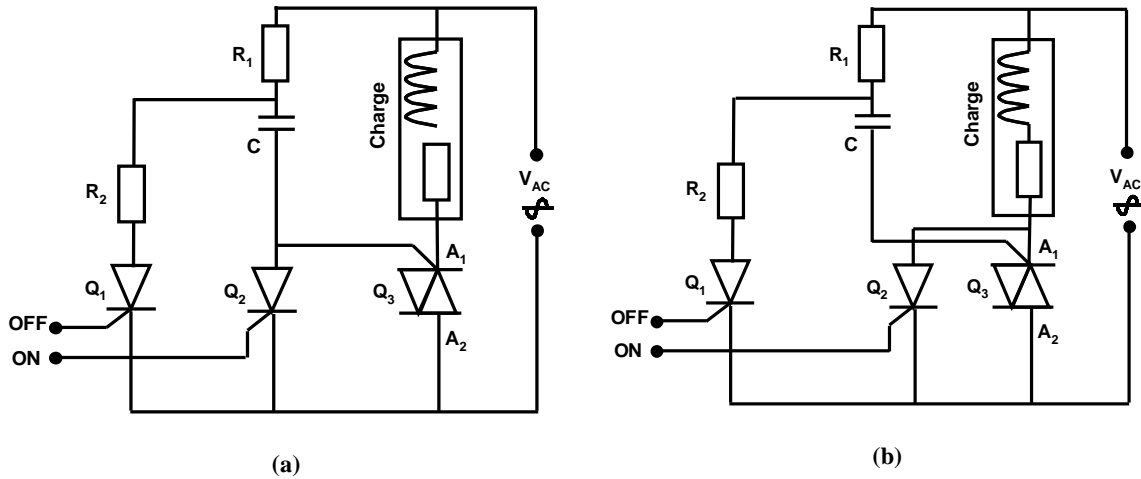 R1
C
R2
Charge
VAC
A1
Q1
Q2
Q3
OFF
ON
A2
(a)
R1
C
R2
Charge
VAC
A1
Q1
Q2
Q3
OFF
ON
A2
(b)